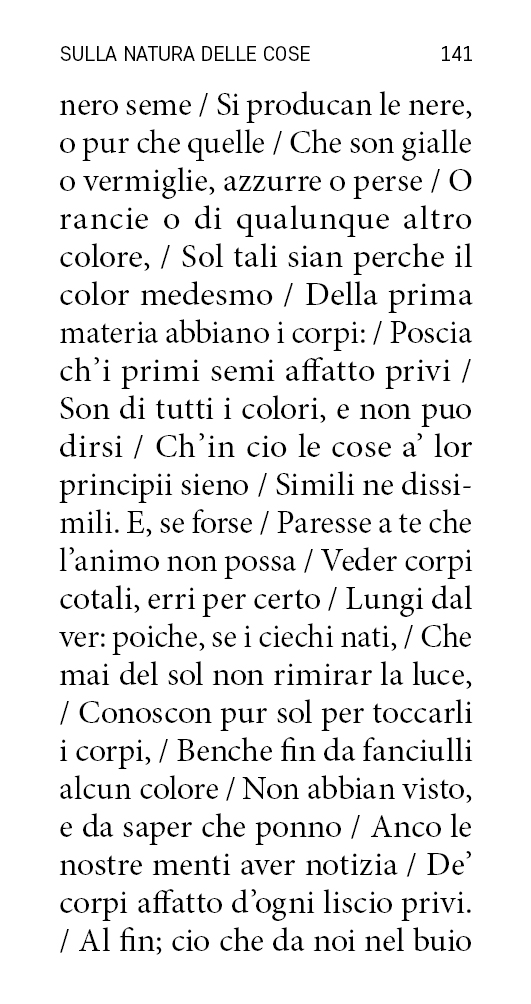 SULLA NATURA DELLE COSE 141
nero seme / Si producan le nere,
o pur che quelle / Che son gialle
o vermiglie, azzurre o perse / O
rancie o di qualunque altro
colore, / Sol tali sian perche il
color medesmo / Della prima
materia abbiano i corpi: / Poscia
ch’i primi semi affatto privi /
Son di tutti i colori, e non puo
dirsi / Ch’in cio le cose a’ lor
principii sieno / Simili ne dissi-
mili. E, se forse / Paresse a te che
l’animo non possa / Veder corpi
cotali, erri per certo / Lungi dal
ver: poiche, se i ciechi nati, / Che
mai del sol non rimirar la luce,
/ Conoscon pur sol per toccarli
i corpi, / Benche fin da fanciulli
alcun colore / Non abbian visto,
e da saper che ponno / Anco le
nostre menti aver notizia / De’
corpi affatto d’ogni liscio privi.
/ Al fin; cio che da noi nel buio